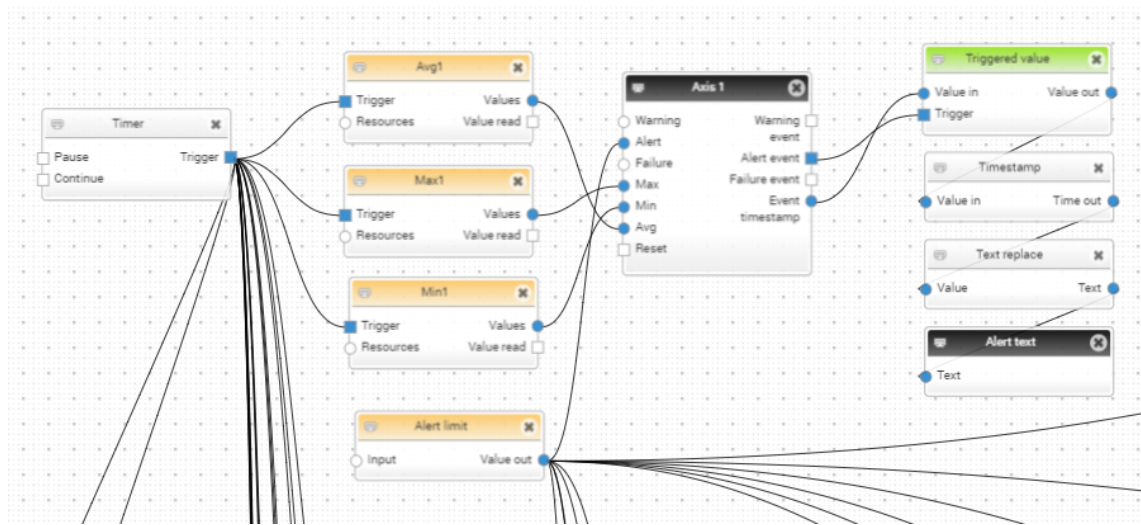 Timer
Pause
Trigger
Continue
Avg1
Trigger
Values
Resources
Value read
Max1
Trigger
Values
Resources
Value read
Min1
Trigger
Values
Resources
Value read
Alert limit
Input
Value out
Axis 1
Warning
Alert
Failure
Max
Min
Avg
Reset
Warning
event
Alert event
Failure event
Event
timestamp
Triggered value
Value in
Value out
Trigger
Timestamp
Value in
Time out
Text replace
Value
Text
Alert text
Text